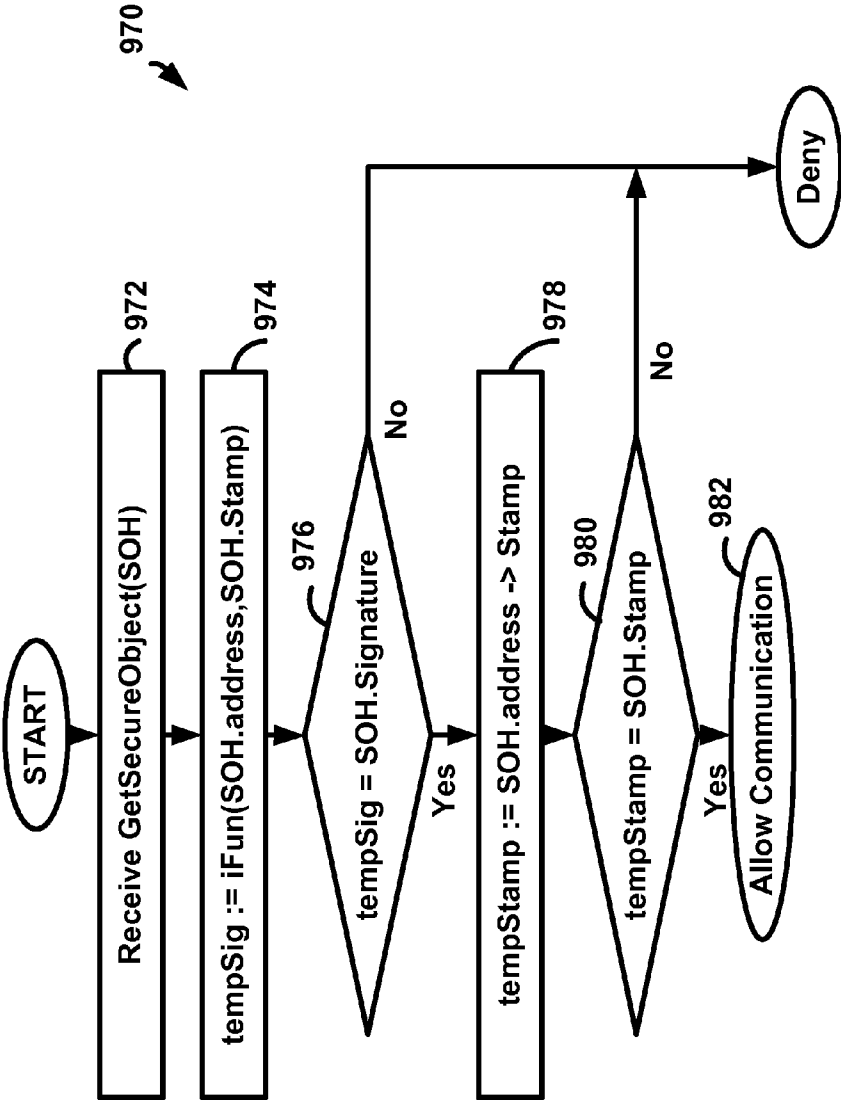 970
START
Receive GetSecureObject(SOH)
972
tempSig := iFun(SOH.address,SOH.Stamp)
974
tempSig = SOH.Signature
976
No
Yes
tempStamp := SOH.address -> Stamp
978
tempStamp = SOH.Stamp
980
No
Yes
Allow Communication
982
Deny